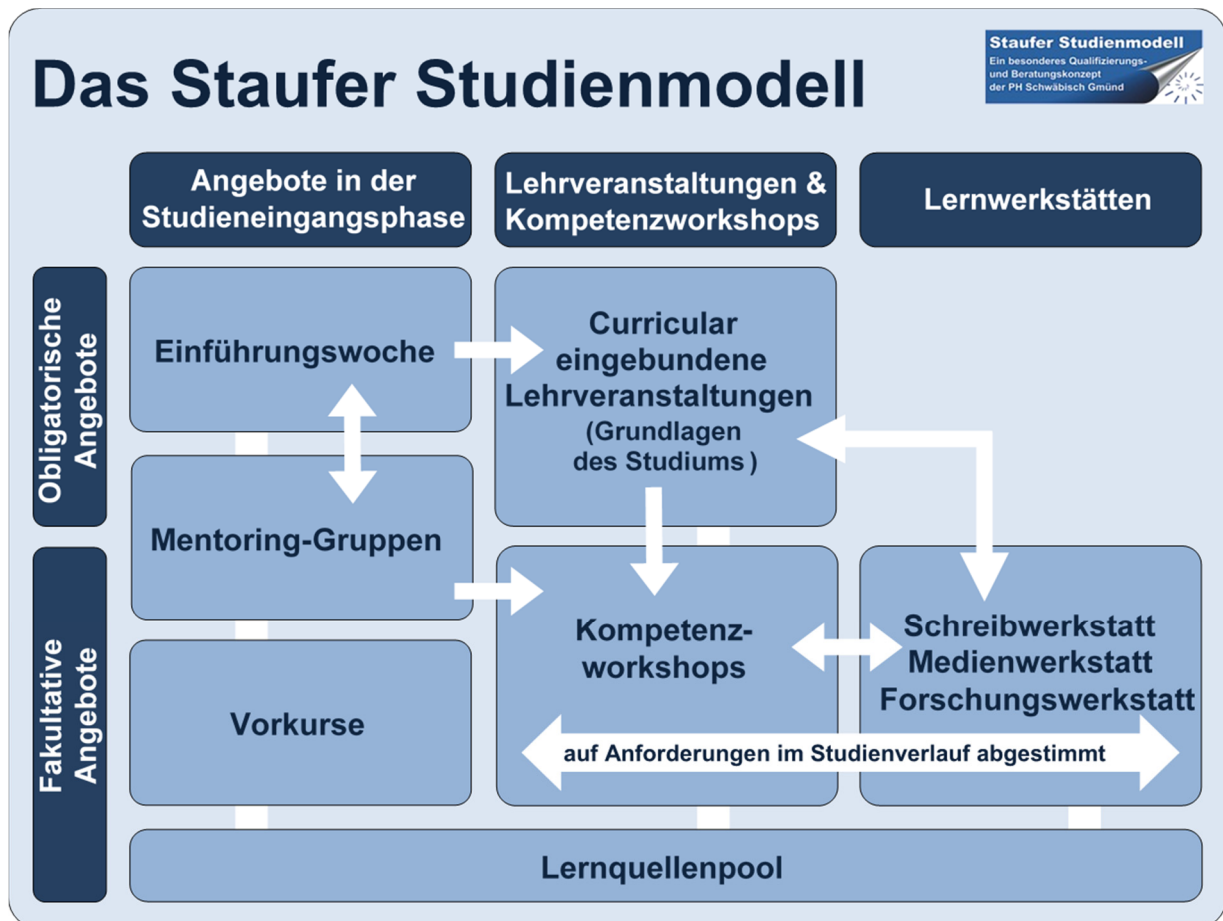 Das Staufer Studienmodell
Staufer Studienmodell
Ein besonderes Qualifizierungs-
und Beratungskonzept
der PH Schwäbisch Gmünd
Angebote in der
Studieneingangsphase
Lehrveranstaltungen &
Kompetenzworkshops
Lernwerkstätten
Obligatorische
Angebote
Einführungswoche
Curricular
eingebundene
Lehrveranstaltungen
(Grundlagen
des Studiums )
Mentoring-Gruppen
Fakultative
Angebote
Kompetenz-
workshops
Schreibwerkstatt
Medienwerkstatt
Forschungswerkstatt
Vorkurse
auf Anforderungen im Studienverlauf abgestimmt
Lernquellenpool